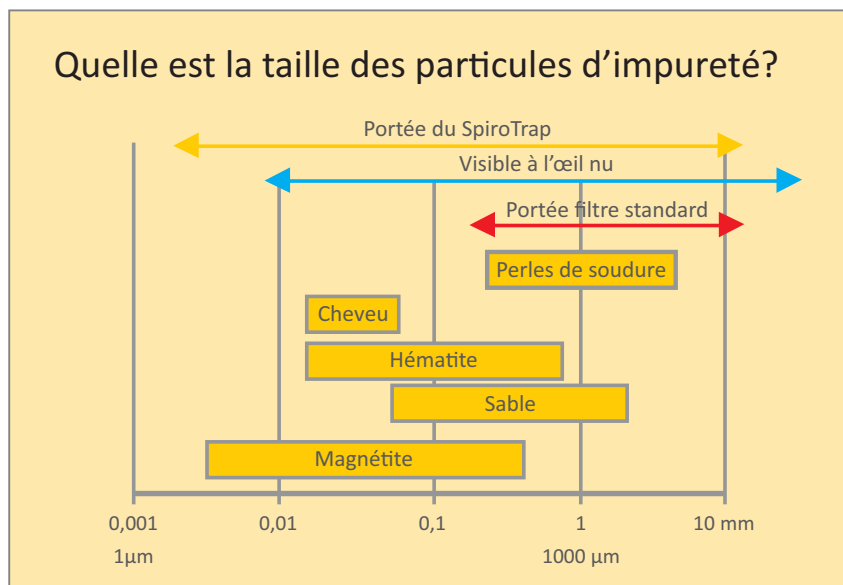 Quelle est la taille des particules d’impureté?
Portée du SpiroTrap
Visible à l’œil nu
Portée filtre standard
Perles de soudure
Cheveu
Hématite
Sable
Magnétite
0,001 0,01 0,1 1 10 mm
1µm 1000 µm